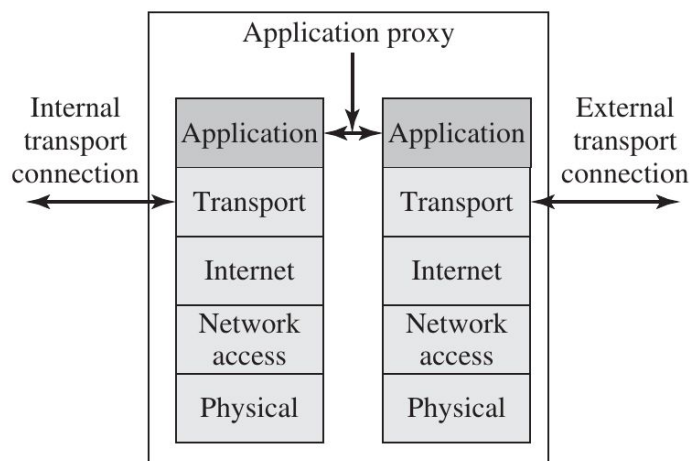 Application proxy
Internal
transport
connection
External
transport
connection
Application
Application
Transport
Transport
Internet
Internet
Network
access
Network
access
Physical
Physical